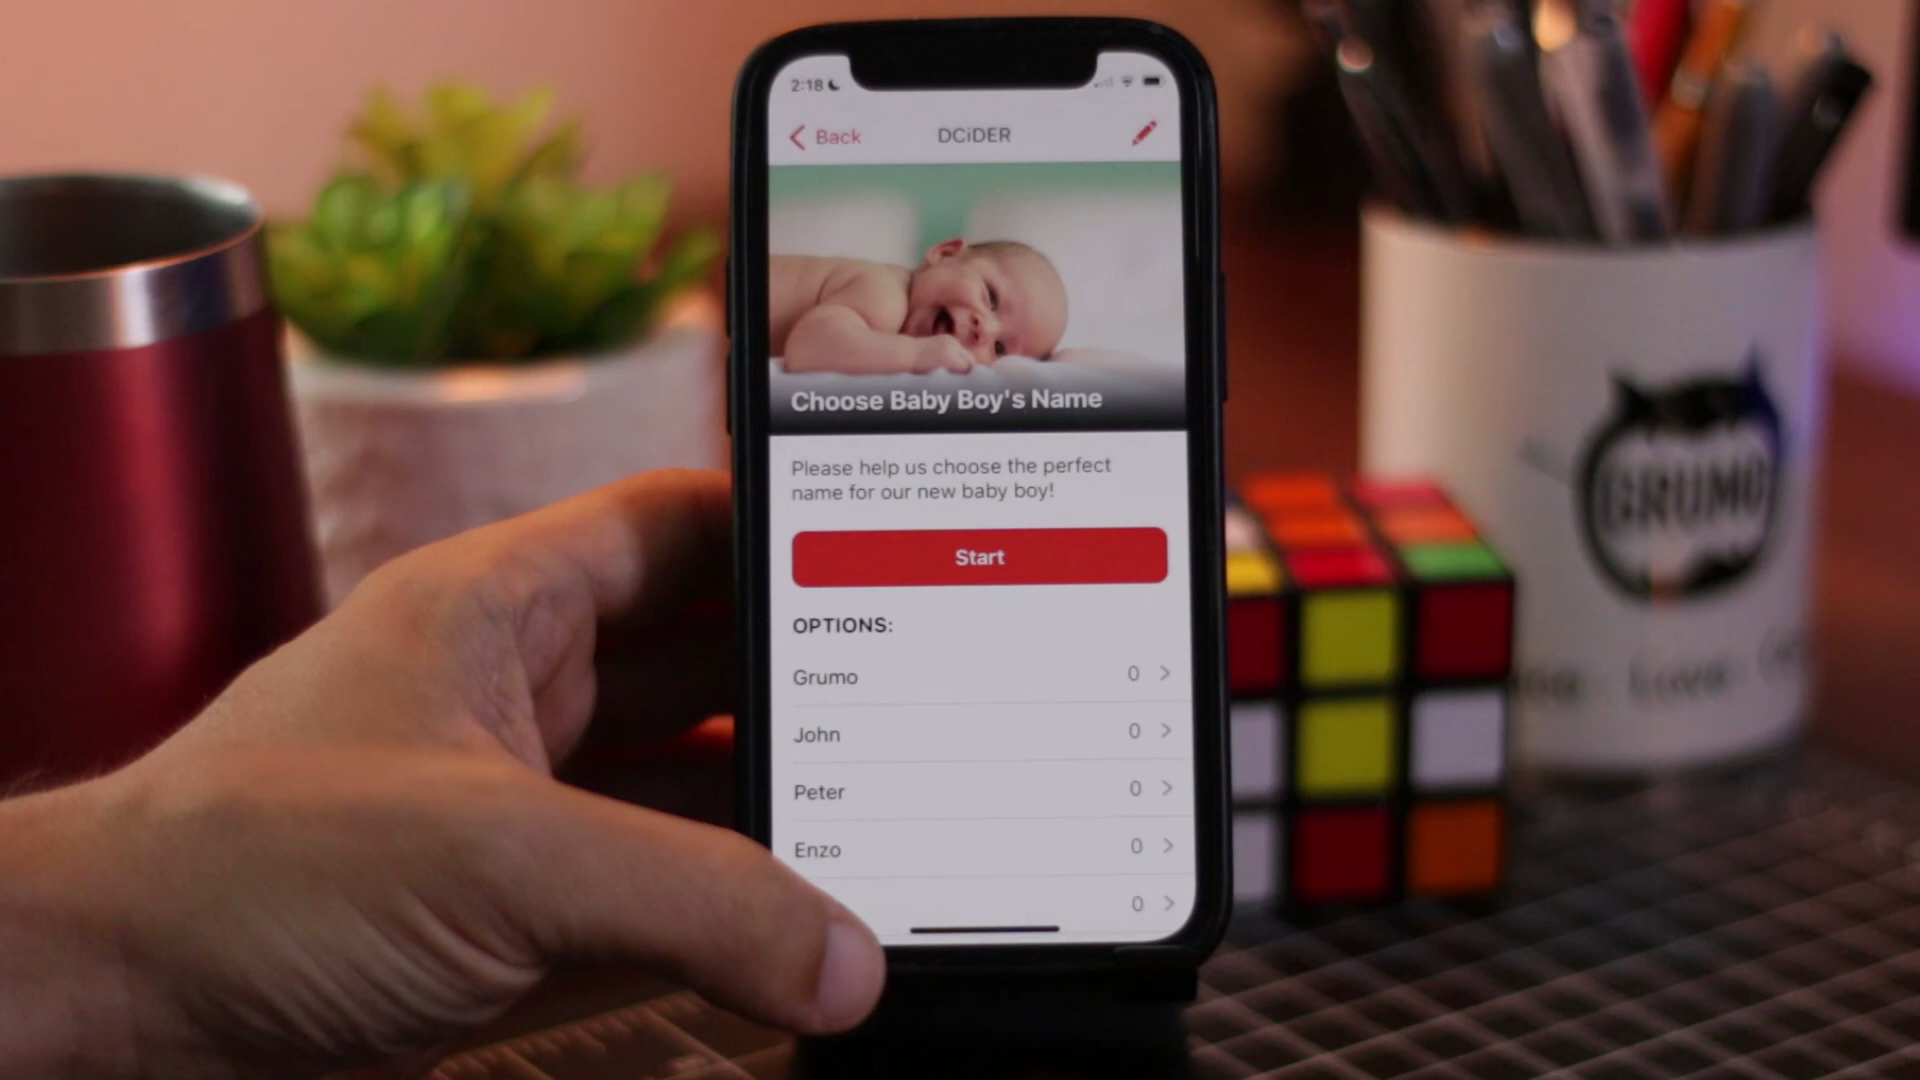 2:18
Back
DCiDER
Choose Baby Boy's Name
Please help us choose the perfect
name for our new baby boy!
Start
OPTIONS:
Grumo 0
John 0
Peter 0
Enzo 0
0
GRUMO
Love